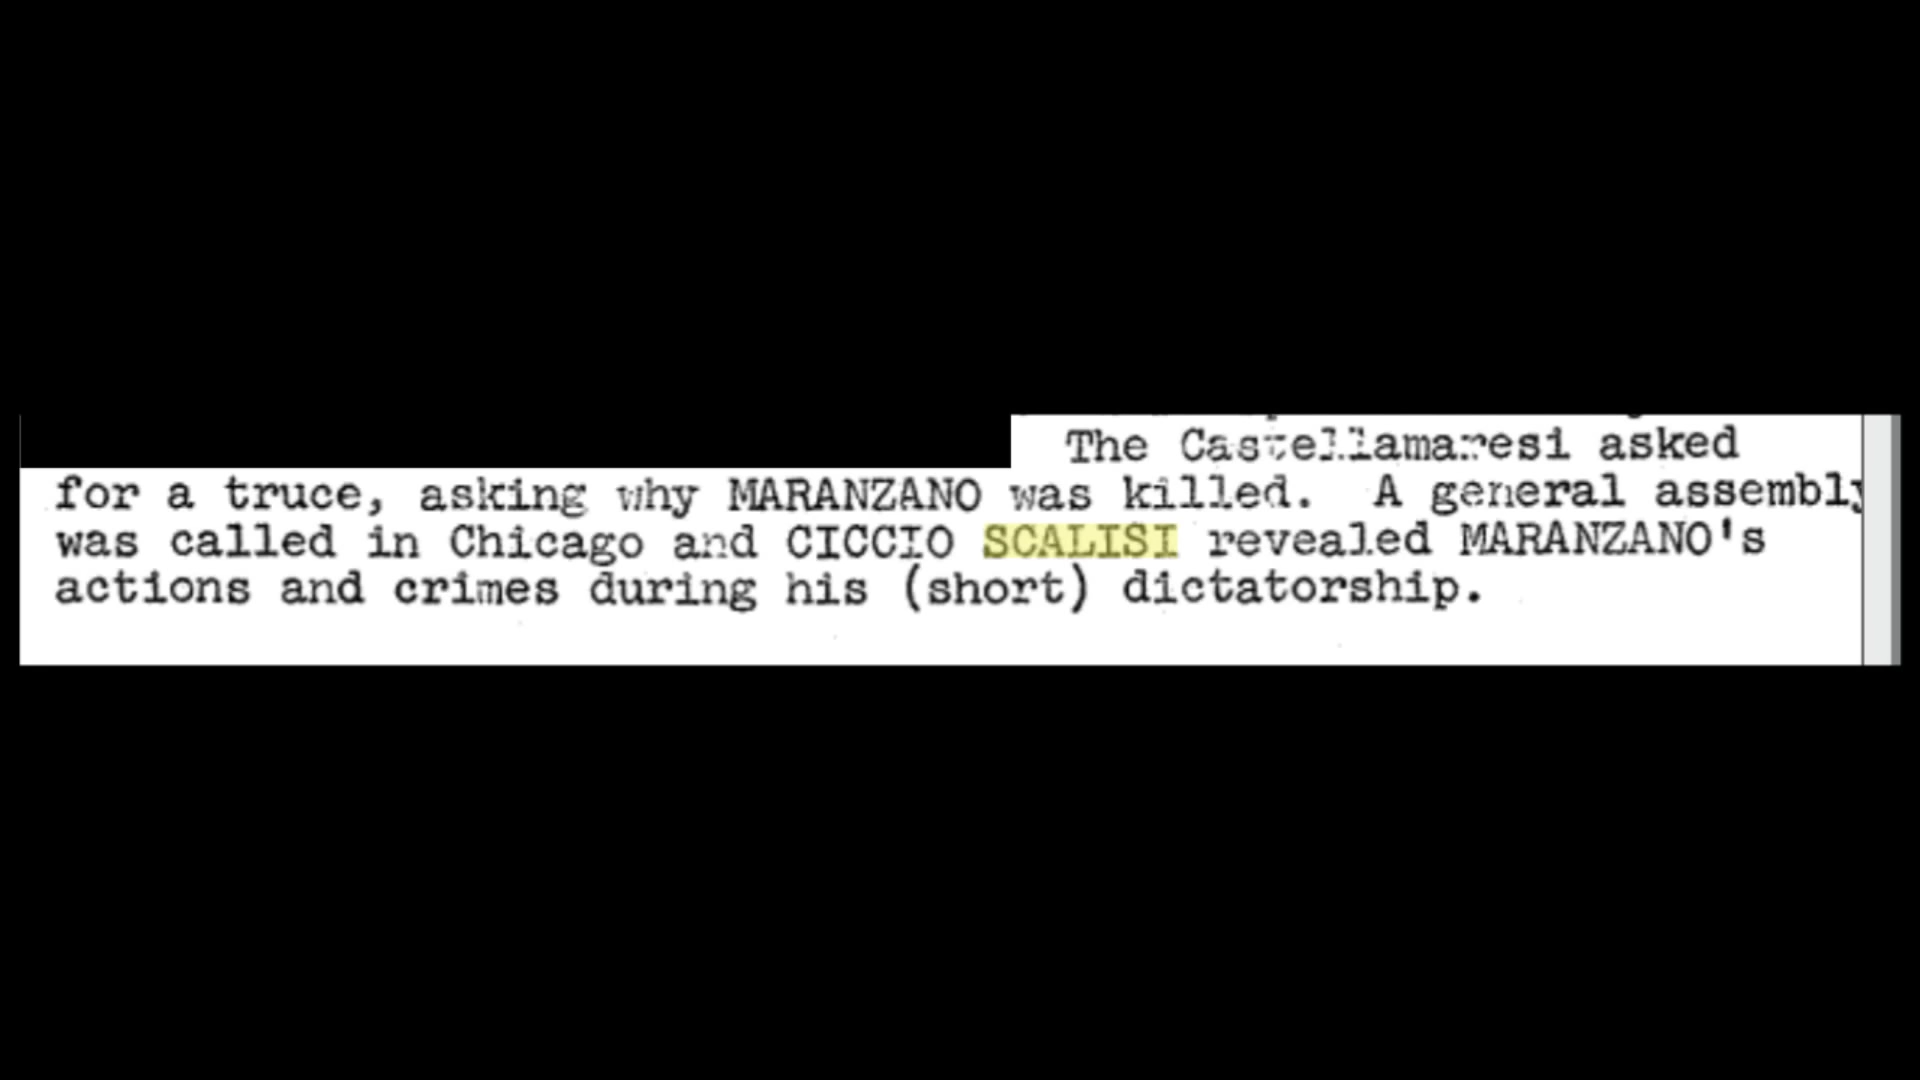 The Castellamaresi asked
for a truce, asking why MARANZANO was killed. A general assembly
was called in Chicago and CICCIO SCALISI revealed MARANZANO's
actions and crimes during his (short) dictatorship.